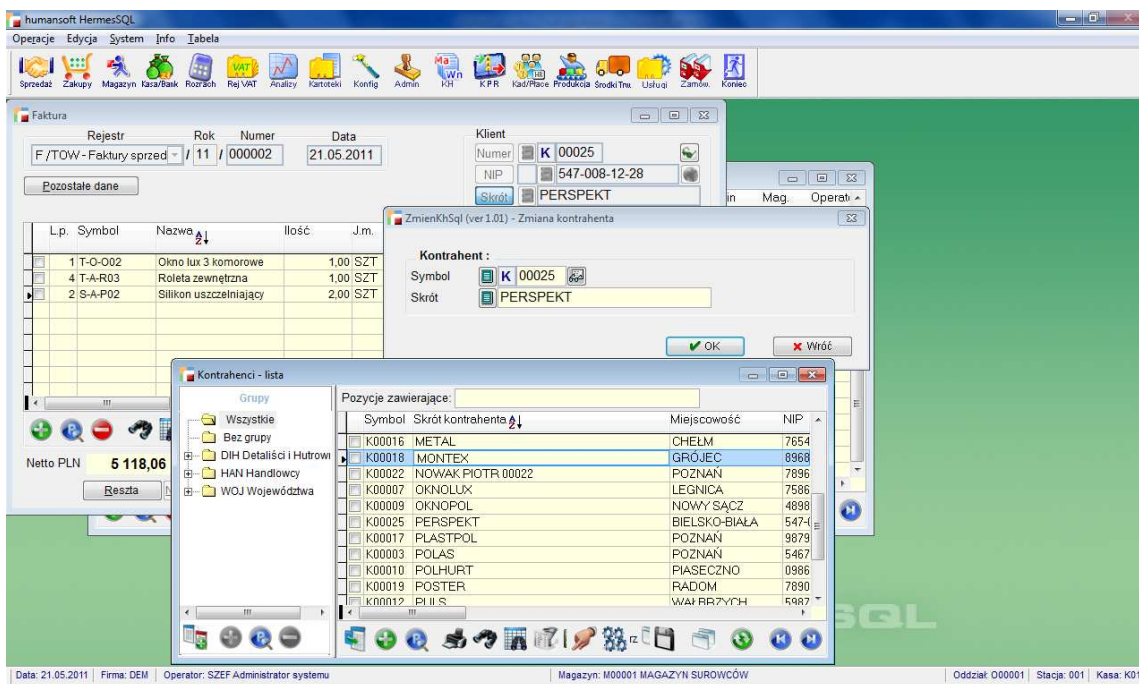 humansoft HermesSQL
Operacje Edycja System Info Tabela
Sprzedaż Zakupy Magazyn Kasa/Bank Rozrach Rej VAT Analizy Kartoteki Konfig Admin KH K P R Kad/Płace Produkcja Środki Trw. Usługi Zamów. Koniec
Faktura
Rejestr Rok Numer Data Klient
F /TOW - Faktury sprzed / 11 / 000002 21.05.2011 Numer K 00025
NIP 547-008-12-28
Pozostałe dane Skrót PERSPEKT
in Mag. Operat
ZmienKhSql (ver 1.01) - Zmiana kontrahenta
L.p. Symbol Nazwa Ilość J.m.
1 T-O-O02 Okno lux 3 komorowe 1,00 SZT
4 T-A-R03 Roleta zewnętrzna 1,00 SZT
2 S-A-P02 Silikon uszczelniający 2,00 SZT
Kontrahent :
Symbol K 00025
Skrót PERSPEKT
OK Wróć
Kontrahenci - lista
Grupy
Wszystkie
Bez grupy
DIH Detaliści i Hutrowi
HAN Handlowcy
WOJ Województwa
Pozycje zawierające:
Symbol Skrót kontrahenta Miejscowość NIP
K00016 METAL CHEŁM 7654
K00018 MONTEX GRÓJEC 8968
K00022 NOWAK PIOTR 00022 POZNAŃ 7896
K00007 OKNOLUX LEGNICA 7586
K00009 OKNOPOL NOWY SĄCZ 4898
K00025 PERSPEKT BIELSKO-BIAŁA 547-
K00017 PLASTPOL POZNAŃ 9879
K00003 POLAS POZNAŃ 5467
K00010 POLHURT PIASECZNO 0986
K00019 POSTER RADOM 7890
K00012 PULS WAŁBRZYCH 5987
Netto PLN 5 118,06
Reszta
SQL
Data: 21.05.2011 Firma: DEM Operator: SZEF Administrator systemu Magazyn: M00001 MAGAZYN SUROWCÓW Oddział: O00001 Stacja: 001 Kasa: K01